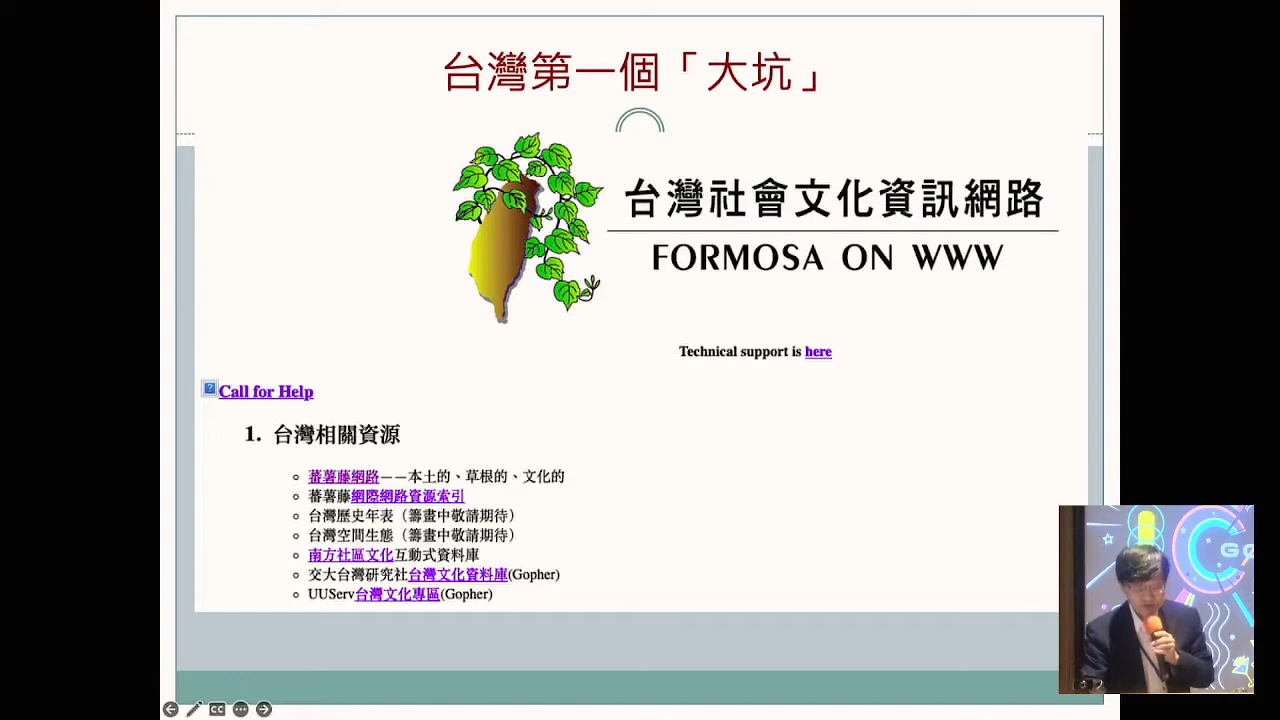 台灣第一個「大坑」
台灣社會文化資訊網路
FORMOSA ON WWW
Technical support is here
Call for Help
1. 台灣相關資源
蕃薯藤網路——本土的、草根的、文化的
蕃薯藤網際網路資源索引
台灣歷史年表（籌畫中敬請期待）
台灣空間生態（籌畫中敬請期待）
南方社區文化互動式資料庫
交大台灣研究社台灣文化資料庫(Gopher)
UUServ台灣文化專區(Gopher)
CC